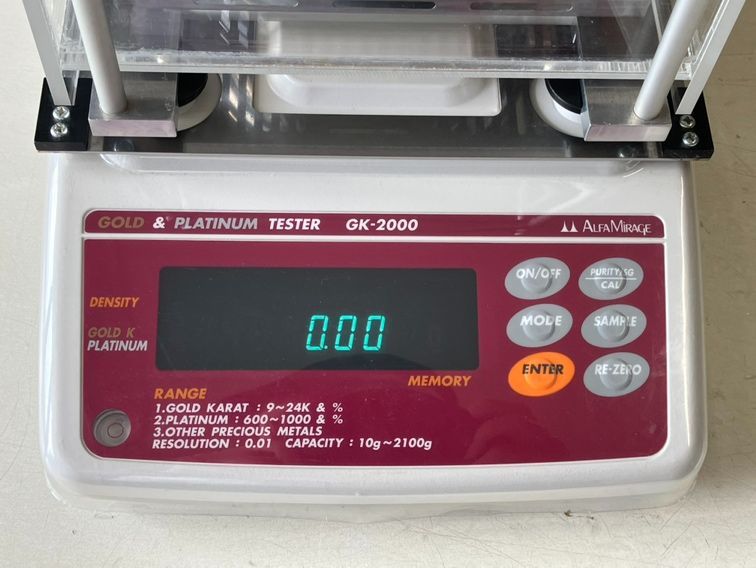 GOLD & PLATINUM TESTER GK-2000
ALFAMIRAGE
DENSITY
GOLD K
PLATINUM
0.00
MEMORY
ON/OFF
PURITY/SG
CAL
MODE
SAMPLE
ENTER
RE-ZERO
RANGE
1.GOLD KARAT : 9~24K & %
2.PLATINUM : 600~1000 & %
3.OTHER PRECIOUS METALS
RESOLUTION : 0.01 CAPACITY : 10g~2100g